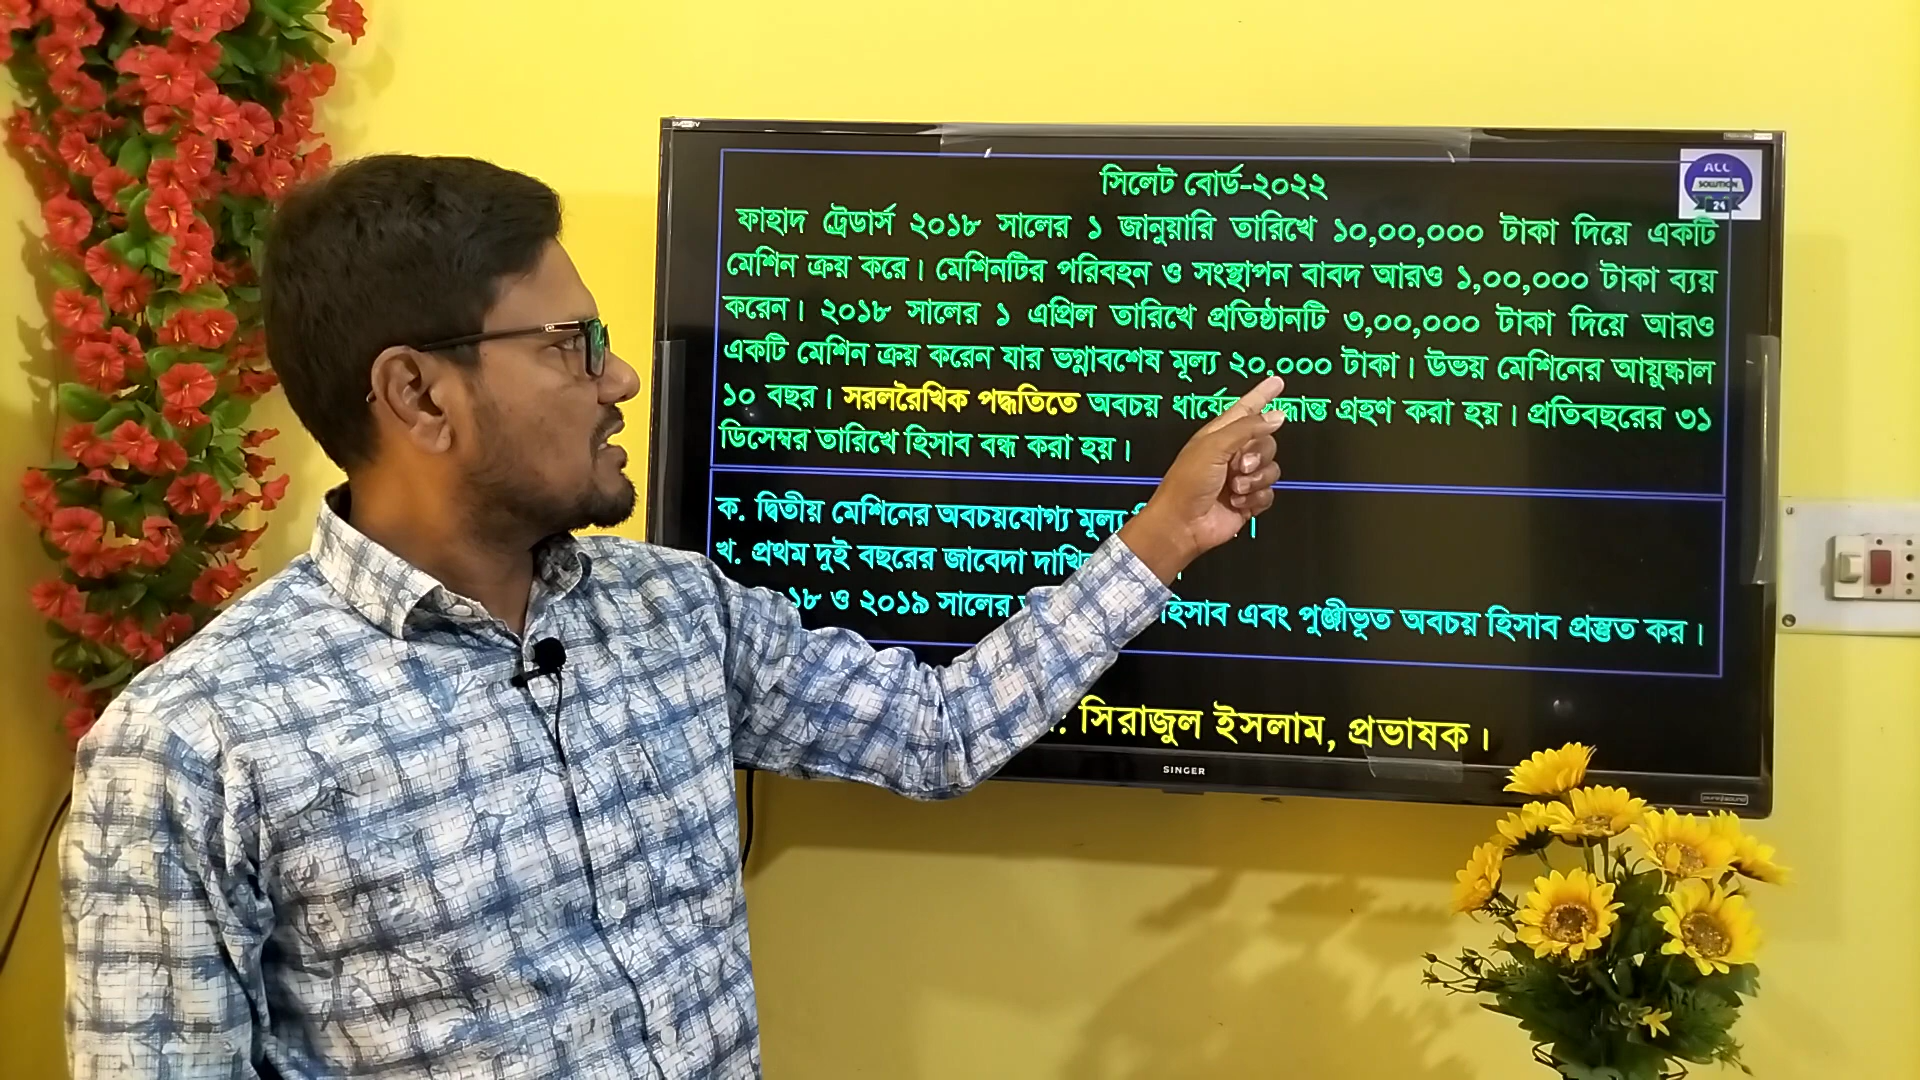 সিলেট বোর্ড-২০২২
ALL
SOLUTION
24
ফাহাদ ট্রেডার্স ২০১৮ সালের ১ জানুয়ারি তারিখে ১০,০০,০০০ টাকা দিয়ে একটি
মেশিন ক্রয় করে। মেশিনটির পরিবহন ও সংস্থাপন বাবদ আরও ১,০০,০০০ টাকা ব্যয়
করেন। ২০১৮ সালের ১ এপ্রিল তারিখে প্রতিষ্ঠানটি ৩,০০,০০০ টাকা দিয়ে আরও
একটি মেশিন ক্রয় করেন যার ভগ্নাবশেষ মূল্য ২০,০০০ টাকা। উভয় মেশিনের আয়ুষ্কাল
১০ বছর। সরলরৈখিক পদ্ধতিতে অবচয় ধার্যের গ্রহণ করা হয়। প্রতিবছরের ৩১
ডিসেম্বর তারিখে হিসাব বন্ধ করা হয়।
ক. দ্বিতীয় মেশিনের অবচয়যোগ্য মূল্য ।
খ. প্রথম দুই বছরের জাবেদা ।
ও ২০১৯ সালের হিসাব এবং পুঞ্জীভূত অবচয় হিসাব প্রস্তুত কর।
সিরাজুল ইসলাম, প্রভাষক।
SINGER